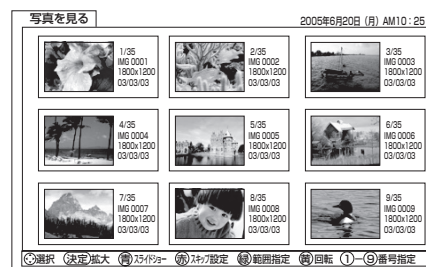 写真を見る
2005年6月20日 (月) AM10：25
1/35
IMG 0001
1800x1200
03/03/03
2/35
IMG 0002
1800x1200
03/03/03
3/35
IMG 0003
1800x1200
03/03/03
4/35
IMG 0004
1800x1200
03/03/03
5/35
IMG 0005
1800x1200
03/03/03
6/35
IMG 0006
1800x1200
03/03/03
7/35
IMG 0007
1800x1200
03/03/03
8/35
IMG 0008
1800x1200
03/03/03
9/35
IMG 0009
1800x1200
03/03/03
選択 決定拡大 青スライドショー 赤スキップ設定 緑範囲指定 黄回転 ①−⑨番号指定